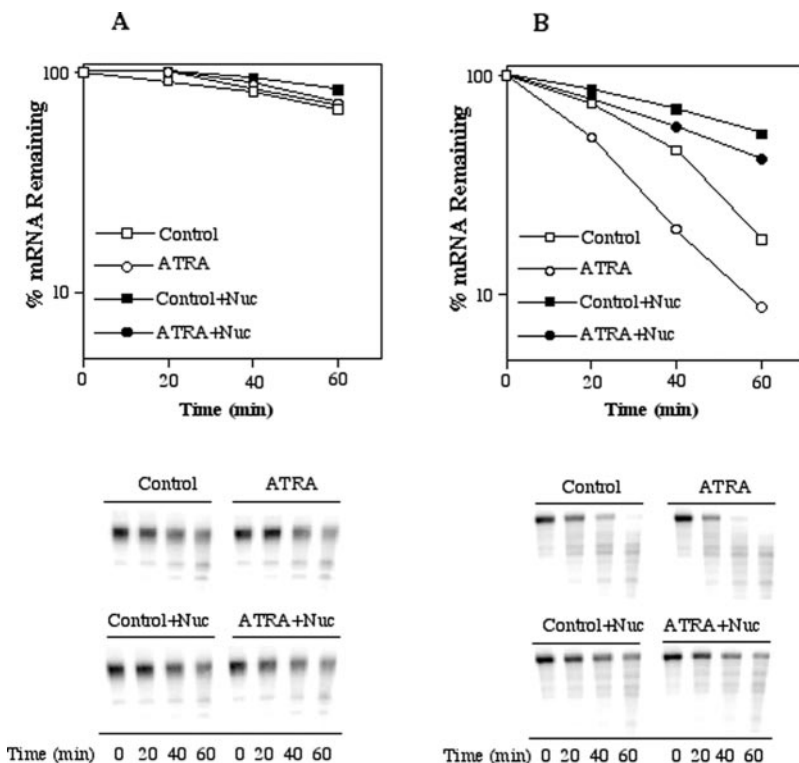 A
100
10
% mRNA Remaining
Control
ATRA
Control+Nuc
ATRA+Nuc
0 20 40 60
Time (min)
B
100
10
% mRNA Remaining
Control
ATRA
Control+Nuc
ATRA+Nuc
0 20 40 60
Time (min)
Control ATRA
Control+Nuc ATRA+Nuc
Time (min) 0 20 40 60 0 20 40 60
Control ATRA
Control+Nuc ATRA+Nuc
Time (min) 0 20 40 60 0 20 40 60